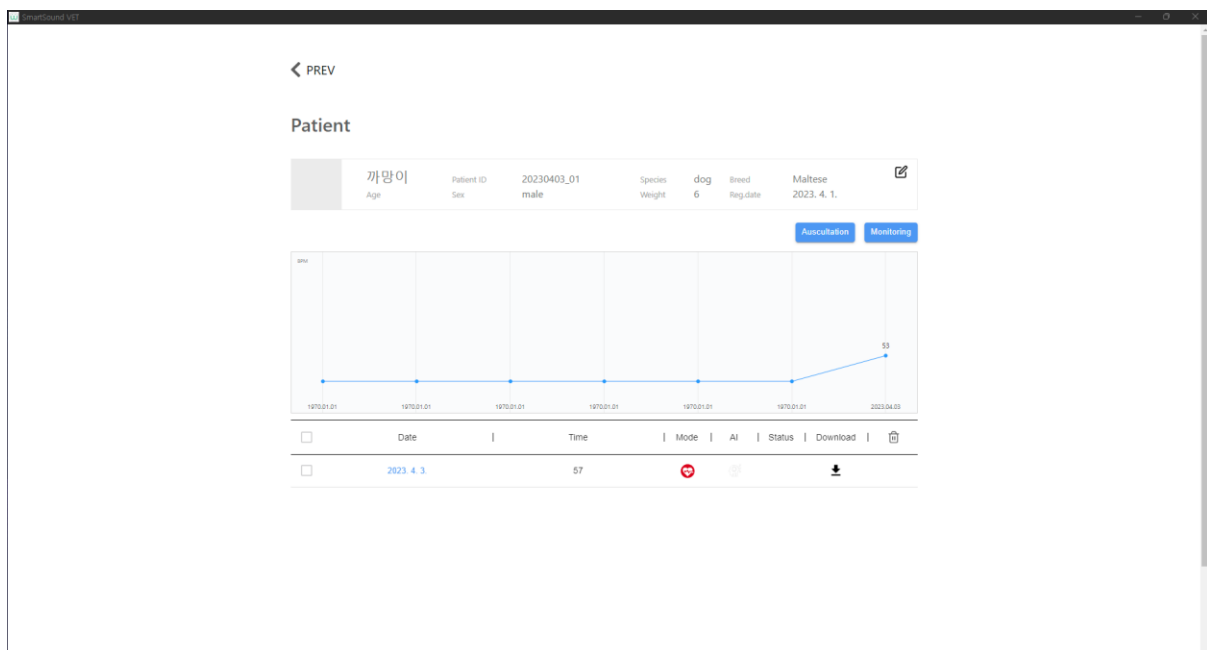 SmartSound VET
PREV
Patient
까망이 Patient ID 20230403_01 Species dog Breed Maltese
Age Sex male Weight 6 Reg.date 2023. 4. 1.
Auscultation Monitoring
BPM
53
1970.01.01 1970.01.01 1970.01.01 1970.01.01 1970.01.01 1970.01.01 2023.04.03
Date | Time | Mode | AI | Status | Download |
2023. 4. 3. 57